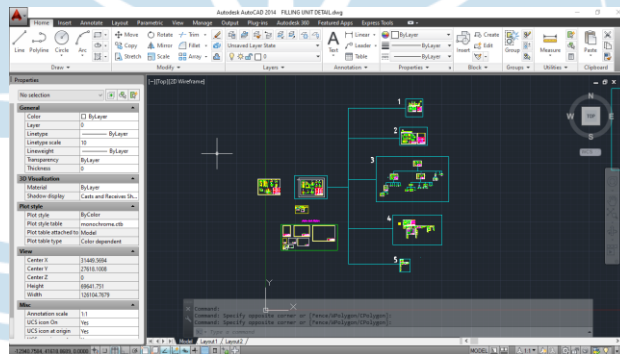 Autodesk AutoCAD 2014 FILLING UNIT DETAIL.dwg
Home Insert Annotate Layout Parametric View Manage Output Plug-ins Autodesk 360 Featured Apps Express Tools
Line Polyline Circle Arc
Move Rotate Trim
Copy Mirror Fillet
Stretch Scale Array
Unsaved Layer State
0
Text
Linear
Leader
Table
ByLayer
ByLayer
ByLayer
Insert
Create
Edit
Group
Measure
Paste
Draw Modify Layers Annotation Properties Block Groups Utilities Clipboard
Properties
No selection
General
Color ByLayer
Layer 0
Linetype ByLayer
Linetype scale 10
Lineweight ByLayer
Transparency ByLayer
Thickness 0
3D Visualization
Material ByLayer
Shadow display Casts and Receives Sh...
Plot style
Plot style ByColor
Plot style table monochrome.ctb
Plot table attached to Model
Plot table type Color dependent
View
Center X 31449.5694
Center Y 27618.1008
Center Z 0
Height 69641.751
Width 126104.7679
Misc
Annotation scale 1:1
UCS icon On Yes
UCS icon at origin Yes
[-][Top][2D Wireframe]
1
2
3
4
5
N
W TOP E
S
Y
X
Command:
Command: Specify opposite corner or [Fence/WPolygon/CPolygon]:
Command: Specify opposite corner or [Fence/WPolygon/CPolygon]:
Type a command
Model Layout1 Layout2
MODEL 1:1